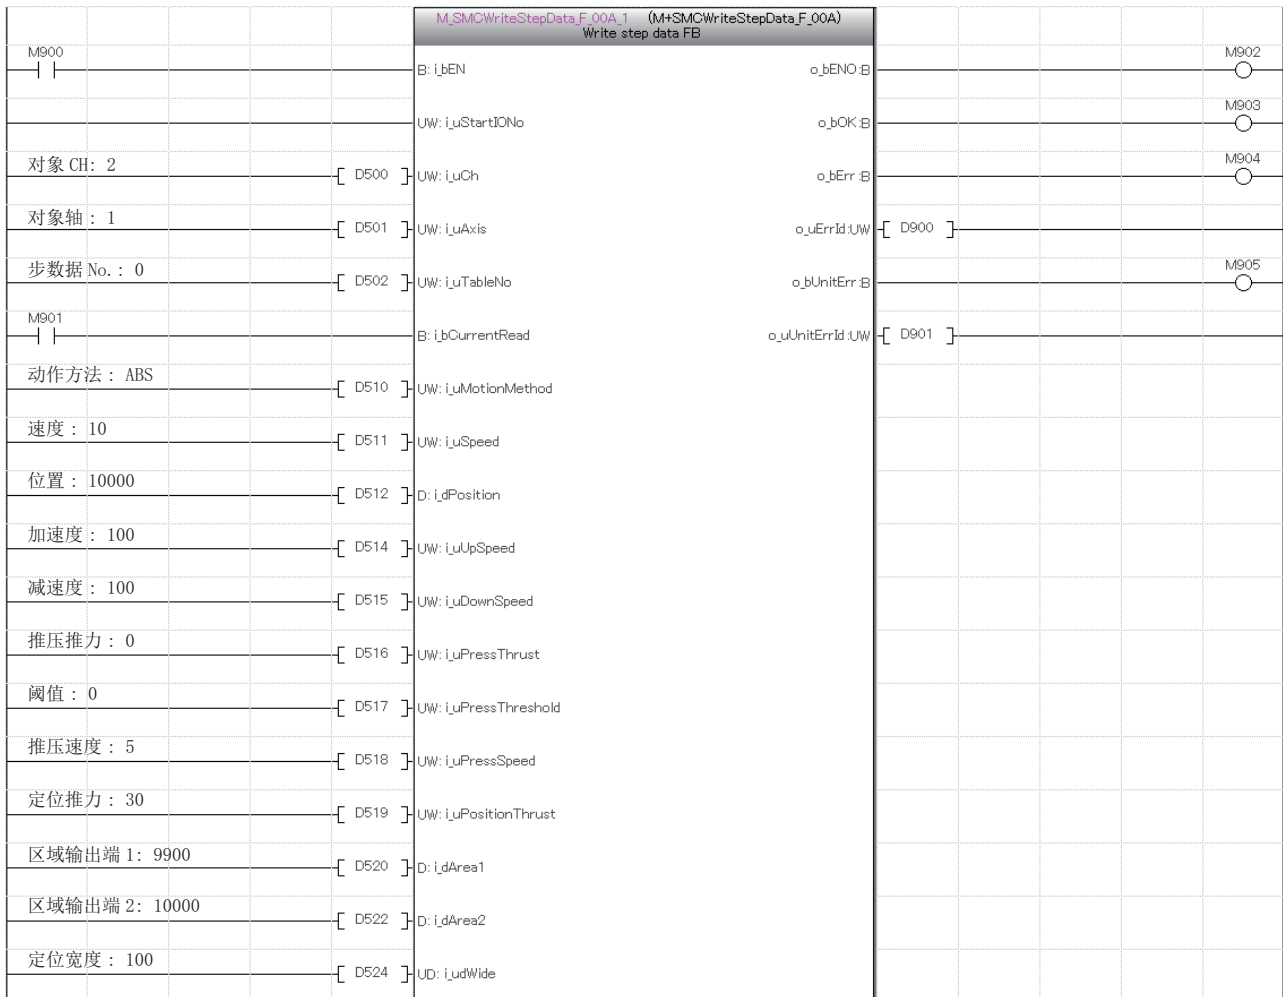 M_SMCWriteStepData_F_00A_1 (M+SMCWriteStepData_F_00A)
Write step data FB
M900
B: i_bEN
o_bENO :B
M902
UW: i_uStartIONo
o_bOK :B
M903
对象 CH: 2
D500
UW: i_uCh
o_bErr :B
M904
对象轴: 1
D501
UW: i_uAxis
o_uErrId :UW
D900
步数据 No.: 0
D502
UW: i_uTableNo
o_bUnitErr :B
M905
M901
B: i_bCurrentRead
o_uUnitErrId :UW
D901
动作方法: ABS
D510
UW: i_uMotionMethod
速度: 10
D511
UW: i_uSpeed
位置: 10000
D512
D: i_dPosition
加速度: 100
D514
UW: i_uUpSpeed
减速度: 100
D515
UW: i_uDownSpeed
推压推力: 0
D516
UW: i_uPressThrust
阈值: 0
D517
UW: i_uPressThreshold
推压速度: 5
D518
UW: i_uPressSpeed
定位推力: 30
D519
UW: i_uPositionThrust
区域输出端 1: 9900
D520
D: i_dArea1
区域输出端 2: 10000
D522
D: i_dArea2
定位宽度: 100
D524
UD: i_udWide